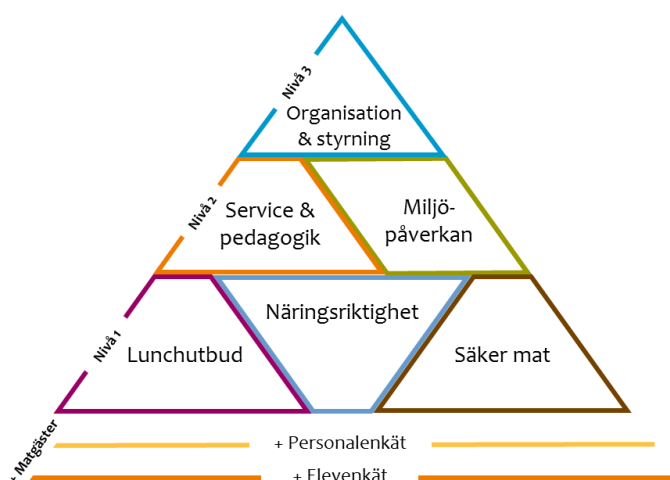 Nivå 3
Organisation
& styrning
Nivå 2
Service &
pedagogik
Miljö-
påverkan
Nivå 1
Lunchutbud
Näringsriktighet
Säker mat
+ Matgäster
+ Personalenkät
+ Elevenkät